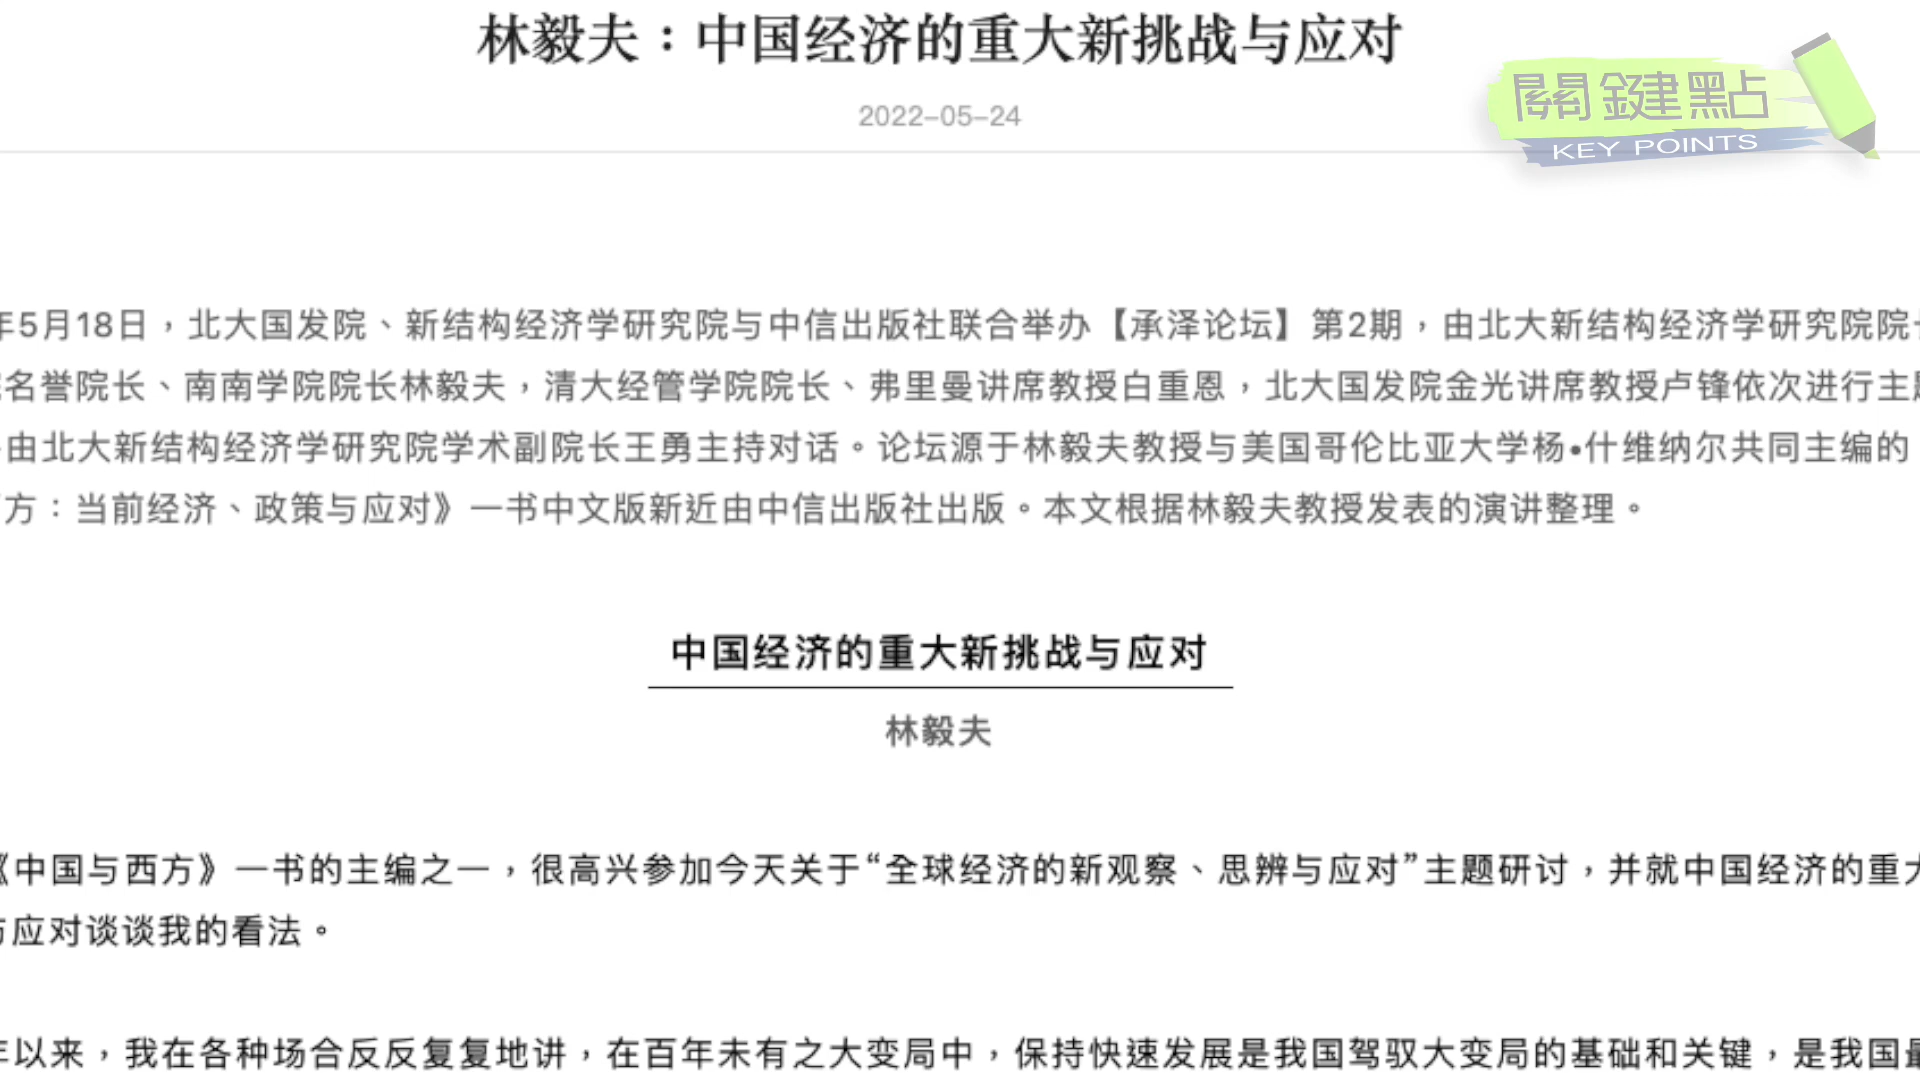 林毅夫：中国经济的重大新挑战与应对
2022-05-24
關鍵點
KEY POINTS
年5月18日，北大国发院、新结构经济学研究院与中信出版社联合举办【承泽论坛】第2期，由北大新结构经济学研究院院
名誉院长、南南学院院长林毅夫，清大经管学院院长、弗里曼讲席教授白重恩，北大国发院金光讲席教授卢锋依次进行主
由北大新结构经济学研究院学术副院长王勇主持对话。论坛源于林毅夫教授与美国哥伦比亚大学杨•什维纳尔共同主编的
方：当前经济、政策与应对》一书中文版新近由中信出版社出版。本文根据林毅夫教授发表的演讲整理。
中国经济的重大新挑战与应对
林毅夫
《中国与西方》一书的主编之一，很高兴参加今天关于“全球经济的新观察、思辨与应对”主题研讨，并就中国经济的重大
应对谈谈我的看法。
年以来，我在各种场合反反复复地讲，在百年未有之大变局中，保持快速发展是我国驾驭大变局的基础和关键，是我国最